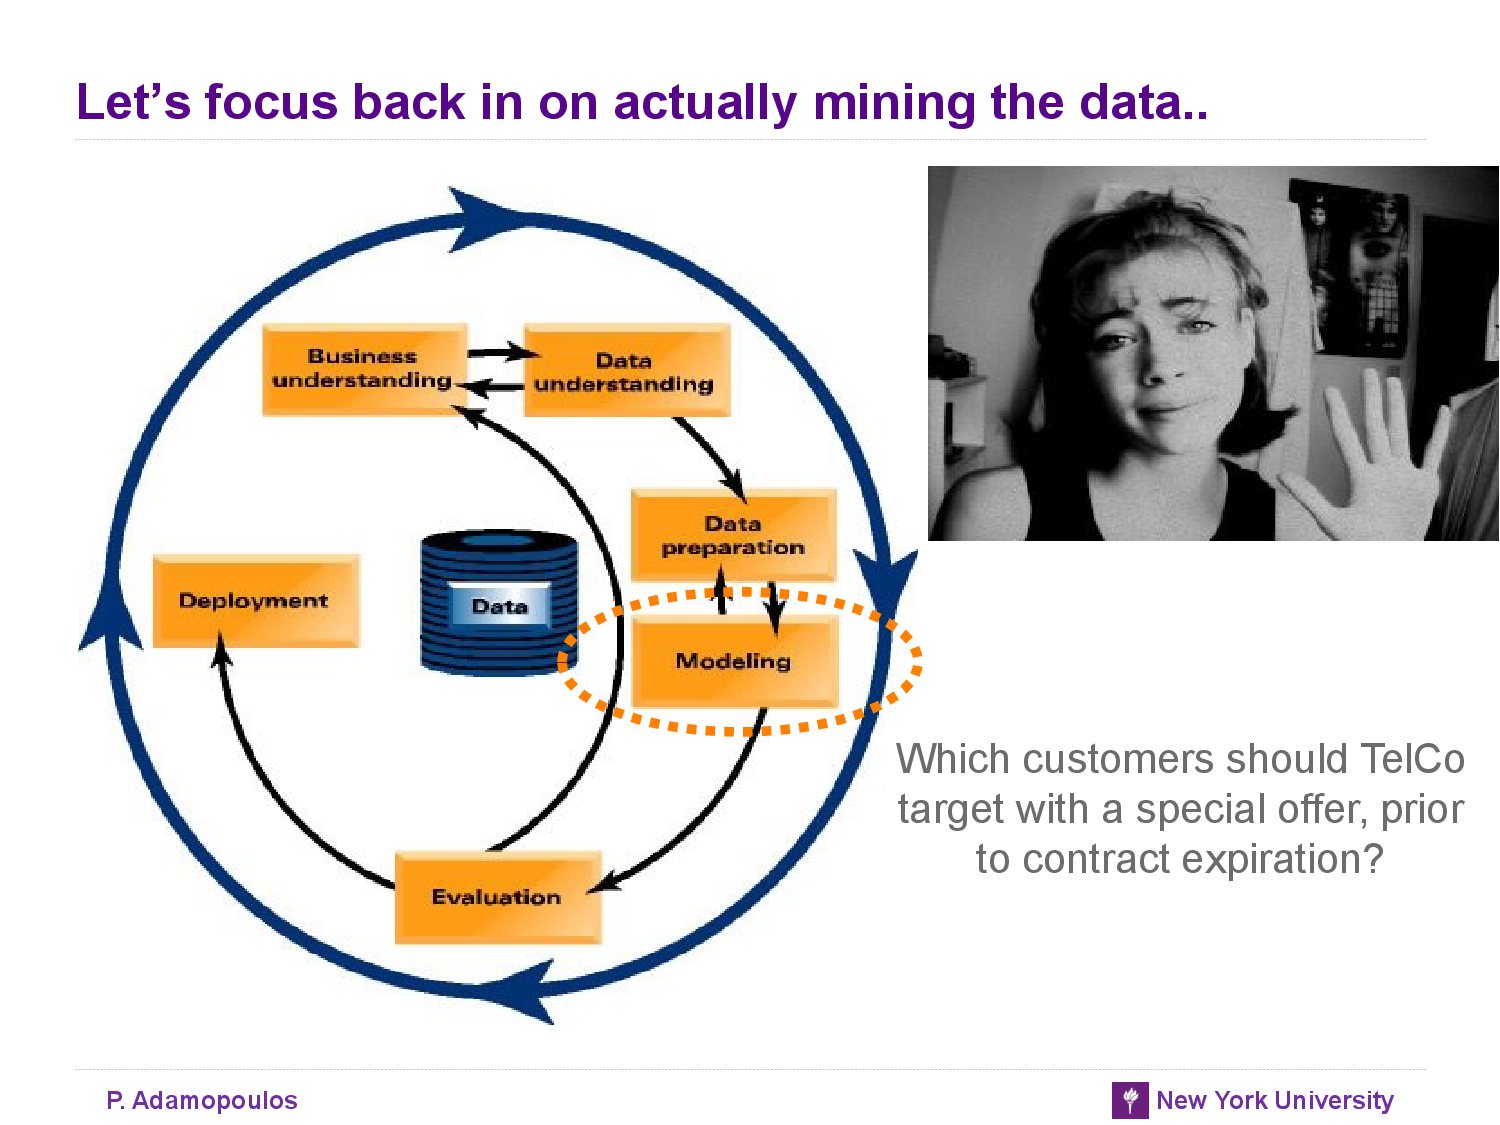 Let’s focus back in on actually mining the data..
Business
understanding
Data
understanding
Data
preparation
Deployment
Data
Modeling
Which customers should TelCo
target with a special offer, prior
to contract expiration?
Evaluation
P. Adamopoulos
New York University